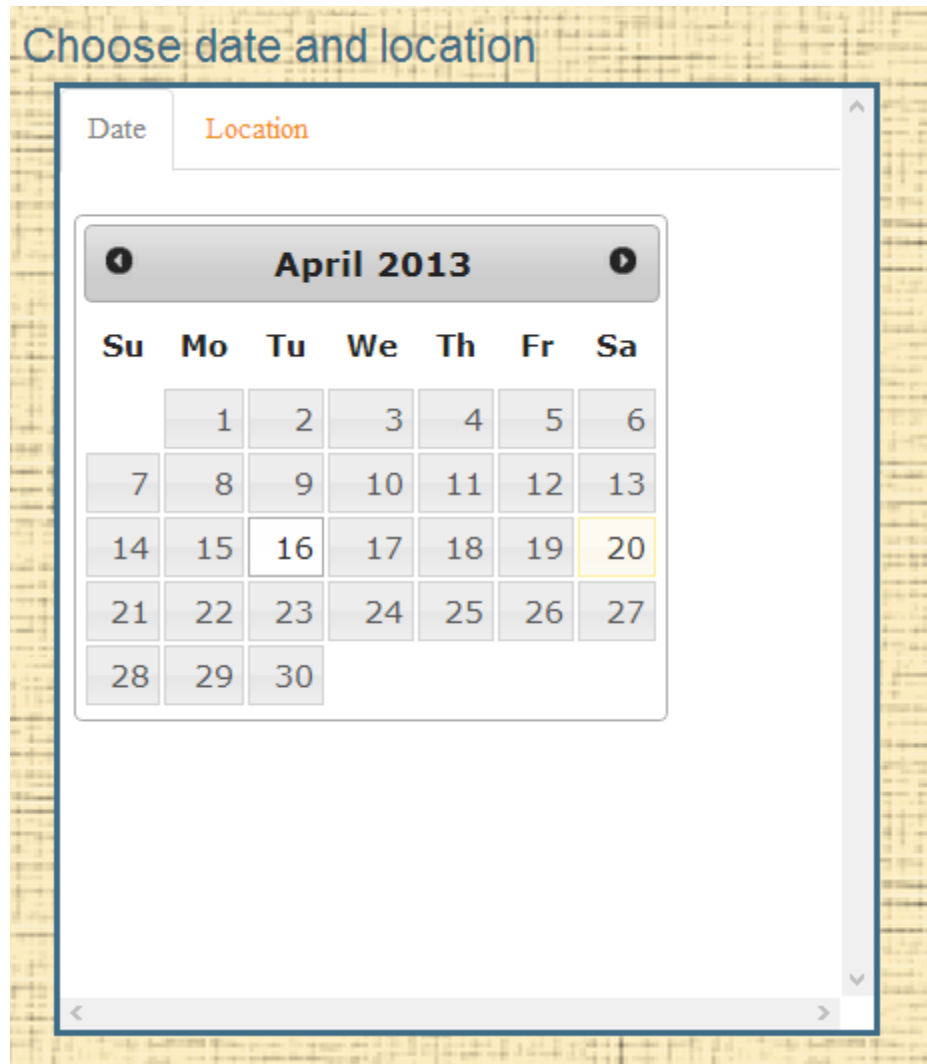 Choose date and location
Date Location
April 2013
Su Mo Tu We Th Fr Sa
1 2 3 4 5 6
7 8 9 10 11 12 13
14 15 16 17 18 19 20
21 22 23 24 25 26 27
28 29 30